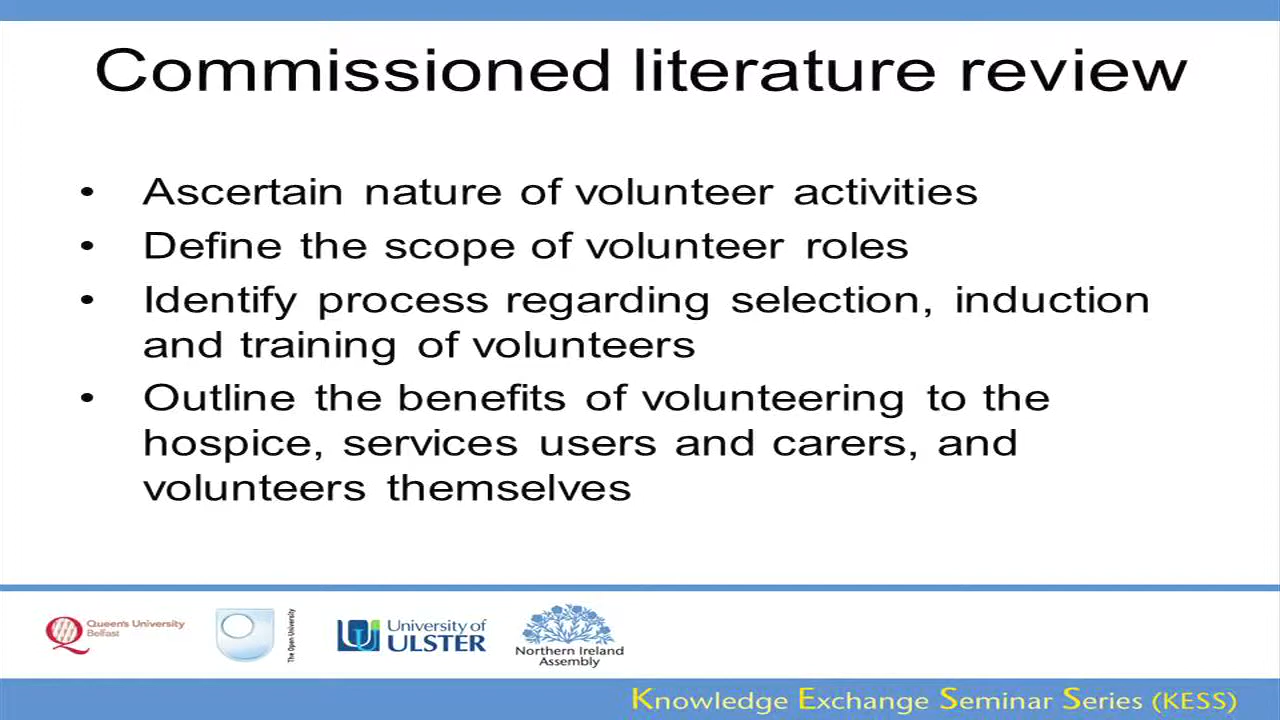 Commissioned literature review
• Ascertain nature of volunteer activities
• Define the scope of volunteer roles
• Identify process regarding selection, induction
and training of volunteers
• Outline the benefits of volunteering to the
hospice, services users and carers, and
volunteers themselves
Queen's University
Belfast
The Open University
University of
ULSTER
Northern Ireland
Assembly
Knowledge Exchange Seminar Series (KESS)